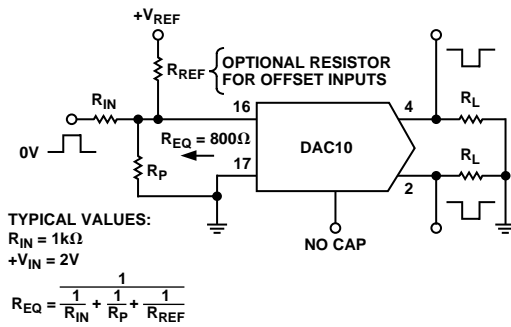 +VREF
RREF
OPTIONAL RESISTOR
FOR OFFSET INPUTS
RIN
16
4
RL
0V
REQ = 800Ω
DAC10
RP
17
2
RL
NO CAP
TYPICAL VALUES:
RIN = 1kΩ
+VIN = 2V
REQ = 1 / (1/RIN + 1/RP + 1/RREF)